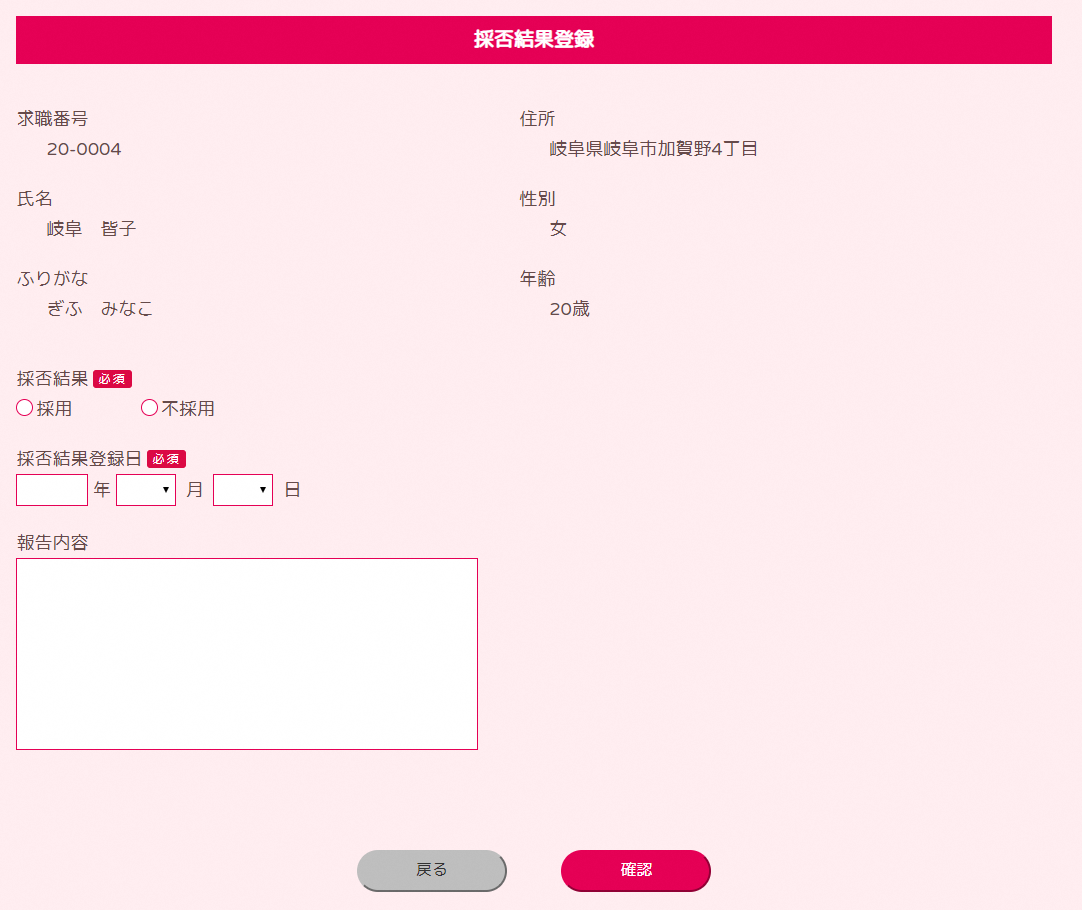 採否結果登録
求職番号
20-0004
住所
岐阜県岐阜市加賀野4丁目
氏名
岐阜　皆子
性別
女
ふりがな
ぎふ　みなこ
年齢
20歳
採否結果 必須
採用 不採用
採否結果登録日 必須
年 月 日
報告内容
戻る 確認